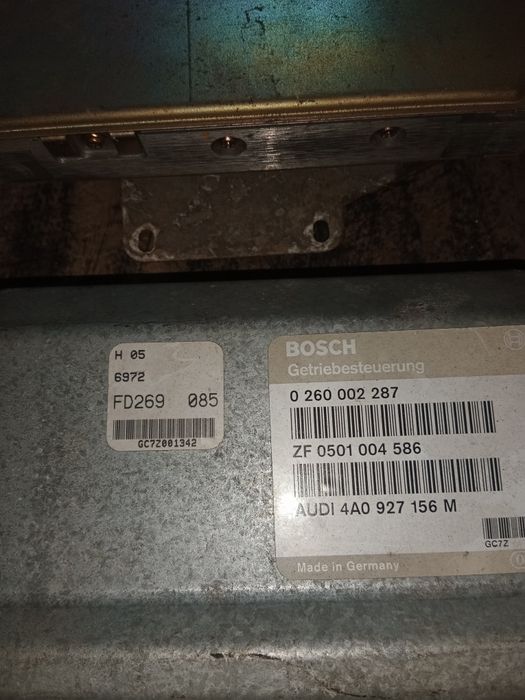 5
H 05
6972
FD269 085
GC7Z001342
BOSCH
Getriebesteuerung
0 260 002 287
ZF 0501 004 586
AUDI 4A0 927 156 M
GC7Z
Made in Germany